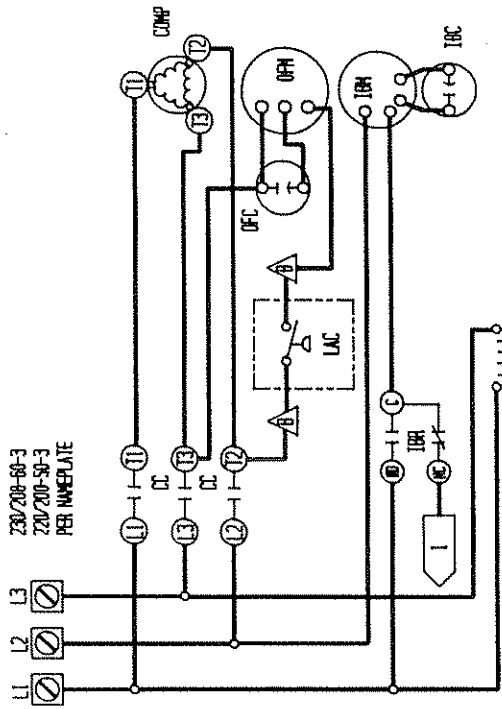 L1 L2 L3
230/208-60-3
220/200-50-3
PER NAMEPLATE
L1 T1 T1
COMP
CC
L3 T3 T3
CC
T2
L2 T2
OFC
OFM
B B
LAC
IBM
IBC
NO C
IBR
NC
1